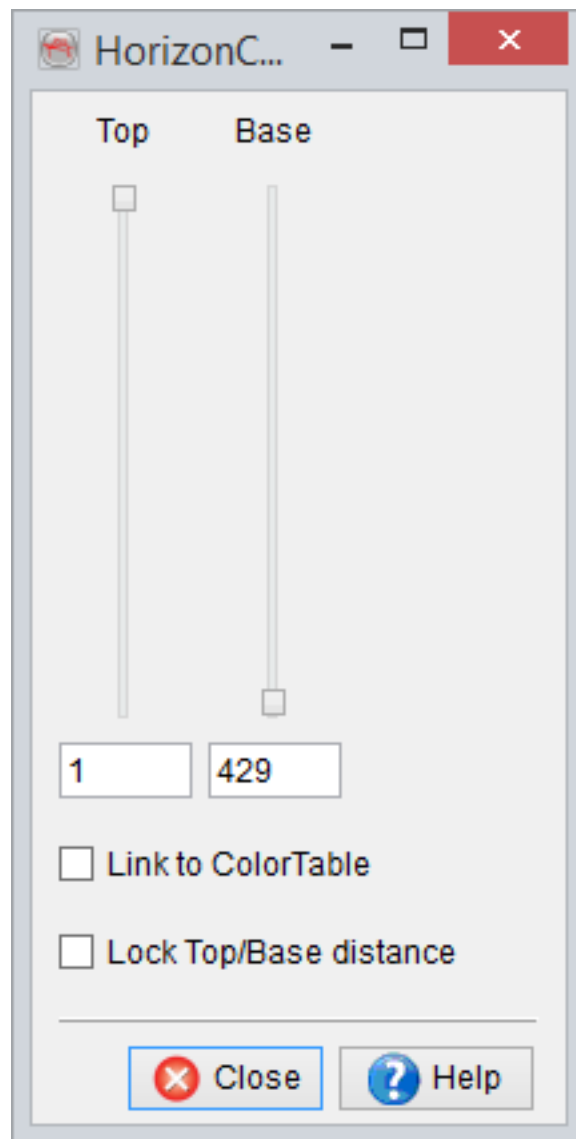 HorizonC...
Top Base
1 429
Link to ColorTable
Lock Top/Base distance
Close Help